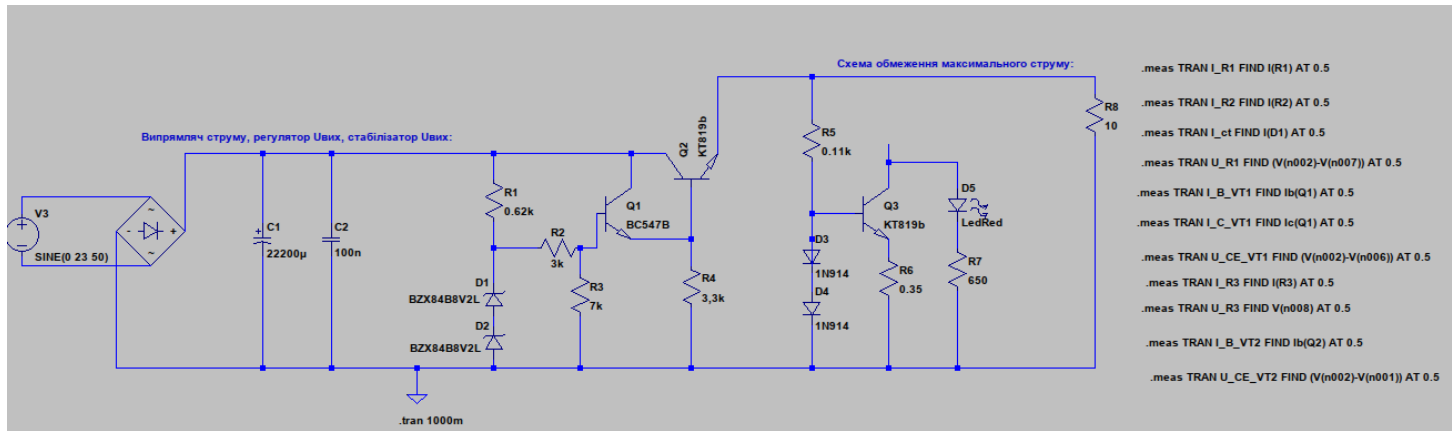 Схема обмеження максимального струму:
Випрямляч струму, регулятор Uвих, стабілізатор Uвих:
V3
SINE(0 23 50)
~
-
+
~
C1
22200µ
C2
100n
R1
0.62k
D1
BZX84B8V2L
D2
BZX84B8V2L
R2
3k
R3
7k
Q1
BC547B
Q2
KT819b
R4
3,3k
R5
0.11k
D3
1N914
D4
1N914
Q3
KT819b
R6
0.35
D5
LedRed
R7
650
R8
10
.tran 1000m
.meas TRAN I_R1 FIND I(R1) AT 0.5
.meas TRAN I_R2 FIND I(R2) AT 0.5
.meas TRAN I_ct FIND I(D1) AT 0.5
.meas TRAN U_R1 FIND (V(n002)-V(n007)) AT 0.5
.meas TRAN I_B_VT1 FIND Ib(Q1) AT 0.5
.meas TRAN I_C_VT1 FIND Ic(Q1) AT 0.5
.meas TRAN U_CE_VT1 FIND (V(n002)-V(n006)) AT 0.5
.meas TRAN I_R3 FIND I(R3) AT 0.5
.meas TRAN U_R3 FIND V(n008) AT 0.5
.meas TRAN I_B_VT2 FIND Ib(Q2) AT 0.5
.meas TRAN U_CE_VT2 FIND (V(n002)-V(n001)) AT 0.5